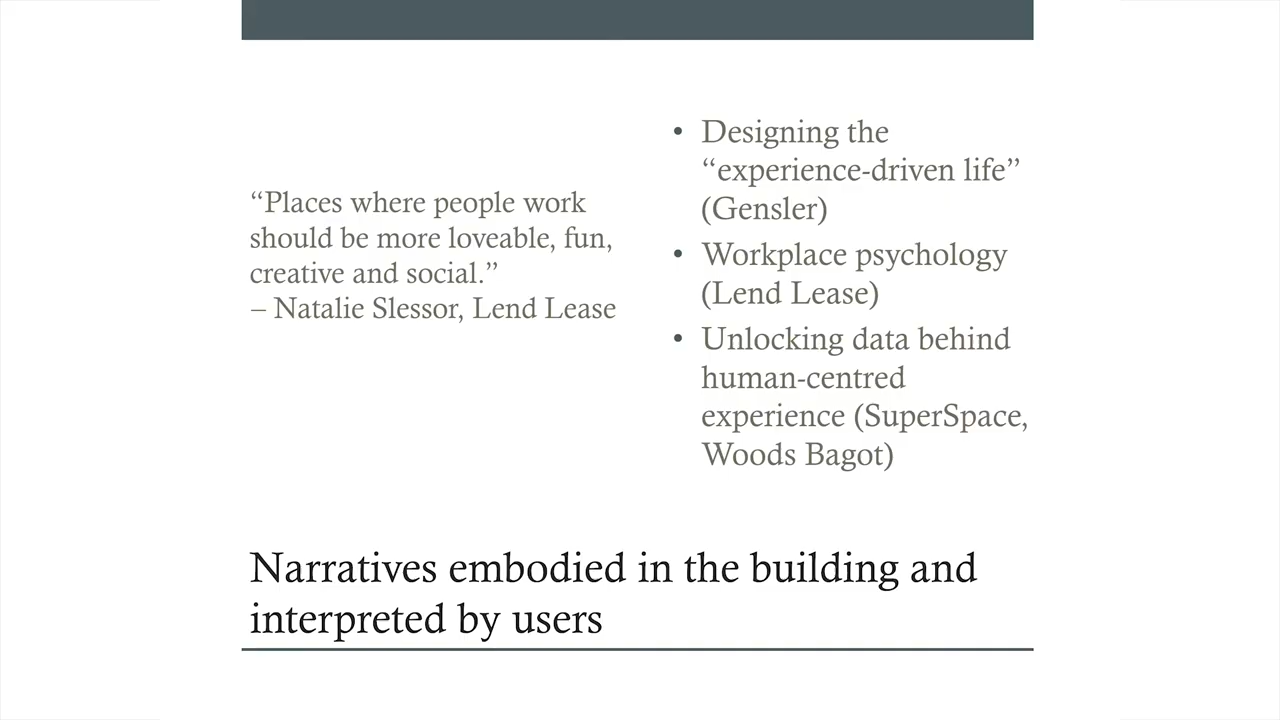 “Places where people work
should be more loveable, fun,
creative and social.”
– Natalie Slessor, Lend Lease
• Designing the
“experience-driven life”
(Gensler)
• Workplace psychology
(Lend Lease)
• Unlocking data behind
human-centred
experience (SuperSpace,
Woods Bagot)
Narratives embodied in the building and
interpreted by users